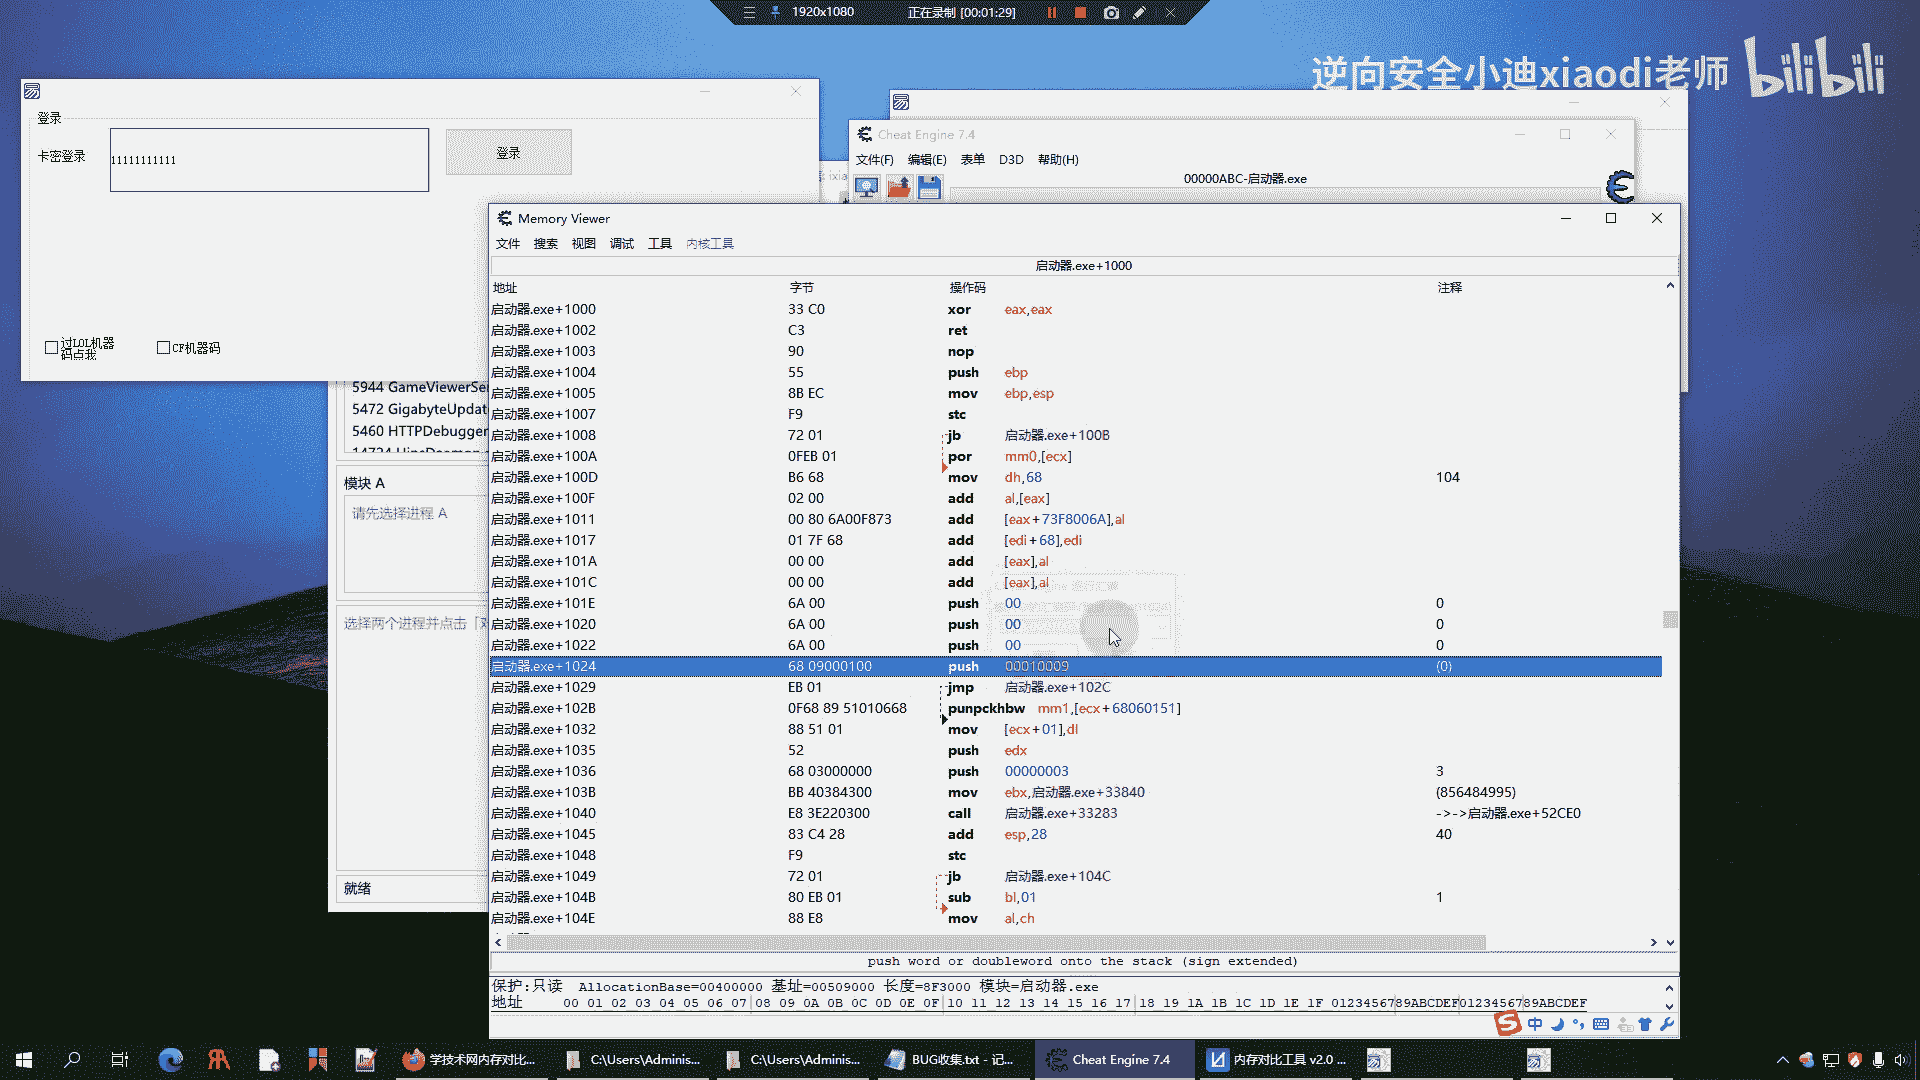 1920x1080 正在录制 [00:01:29]
逆向安全小迪xiaodi老师 bilibili
登录
卡密登录 11111111111 登录
过LOL机器
码点我
CF机器码
Cheat Engine 7.4
文件(F) 编辑(E) 表单 D3D 帮助(H)
00000ABC-启动器.exe
5944 GameViewerSe
5472 GigabyteUpdat
5460 HTTPDebugger
模块 A
请先选择进程 A
选择两个进程并点击「对
就绪
Memory Viewer
文件 搜索 视图 调试 工具 内核工具
启动器.exe+1000
地址 字节 操作码 注释
启动器.exe+1000 33 C0 xor eax,eax
启动器.exe+1002 C3 ret
启动器.exe+1003 90 nop
启动器.exe+1004 55 push ebp
启动器.exe+1005 8B EC mov ebp,esp
启动器.exe+1007 F9 stc
启动器.exe+1008 72 01 jb 启动器.exe+100B
启动器.exe+100A 0FEB 01 por mm0,[ecx]
启动器.exe+100D B6 68 mov dh,68 104
启动器.exe+100F 02 00 add al,[eax]
启动器.exe+1011 00 80 6A00F873 add [eax+73F8006A],al
启动器.exe+1017 01 7F 68 add [edi+68],edi
启动器.exe+101A 00 00 add [eax],al
启动器.exe+101C 00 00 add [eax],al
启动器.exe+101E 6A 00 push 00 0
启动器.exe+1020 6A 00 push 00 0
启动器.exe+1022 6A 00 push 00 0
启动器.exe+1024 68 09000100 push 00010009 (0)
启动器.exe+1029 EB 01 jmp 启动器.exe+102C
启动器.exe+102B 0F68 89 51010668 punpckhbw mm1,[ecx+68060151]
启动器.exe+1032 88 51 01 mov [ecx+01],dl
启动器.exe+1035 52 push edx
启动器.exe+1036 68 03000000 push 00000003 3
启动器.exe+103B BB 40384300 mov ebx,启动器.exe+33840 (856484995)
启动器.exe+1040 E8 3E220300 call 启动器.exe+33283 ->->启动器.exe+52CE0
启动器.exe+1045 83 C4 28 add esp,28 40
启动器.exe+1048 F9 stc
启动器.exe+1049 72 01 jb 启动器.exe+104C
启动器.exe+104B 80 EB 01 sub bl,01 1
启动器.exe+104E 88 E8 mov al,ch
push word or doubleword onto the stack (sign extended)
保护:只读 AllocationBase=00400000 基址=00509000 长度=8F3000 模块=启动器.exe
地址 00 01 02 03 04 05 06 07 08 09 0A 0B 0C 0D 0E 0F 10 11 12 13 14 15 16 17 18 19 1A 1B 1C 1D 1E 1F 0123456789ABCDEF0123456789ABCDEF
中
学技术网内存对比... C:\Users\Adminis... C:\Users\Adminis... BUG收集.txt - 记... Cheat Engine 7.4 内存对比工具 v2.0 ...